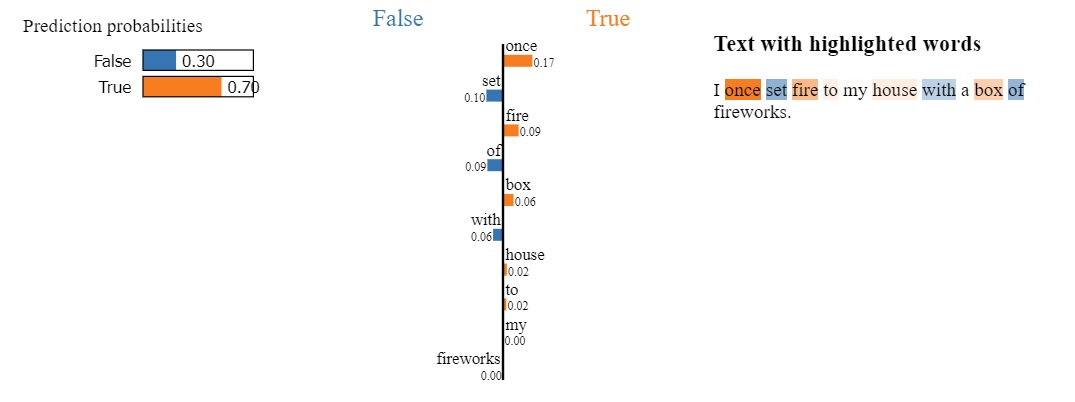 Prediction probabilities
False 0.30
True 0.70
False True
once
0.17
set
0.10
fire
0.09
of
0.09
box
0.06
with
0.06
house
0.02
to
0.02
my
0.00
fireworks
0.00
Text with highlighted words
I once set fire to my house with a box of
fireworks.